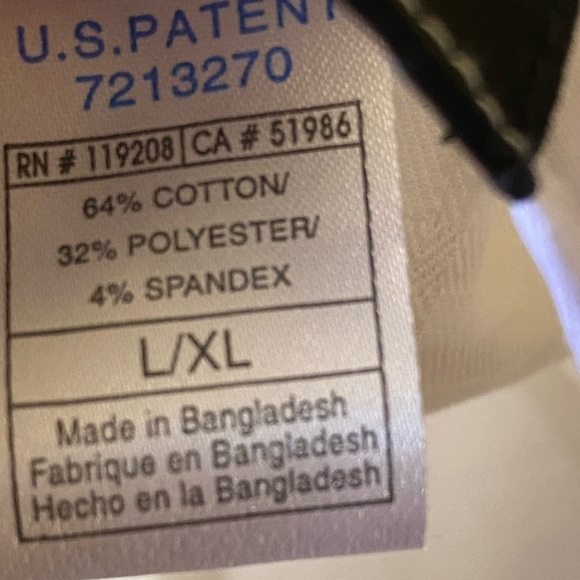 U.S.PATENT
7213270
RN # 119208 CA # 51986
64% COTTON/
32% POLYESTER/
4% SPANDEX
L/XL
Made in Bangladesh
Fabrique en Bangladesh
Hecho en la Bangladesh